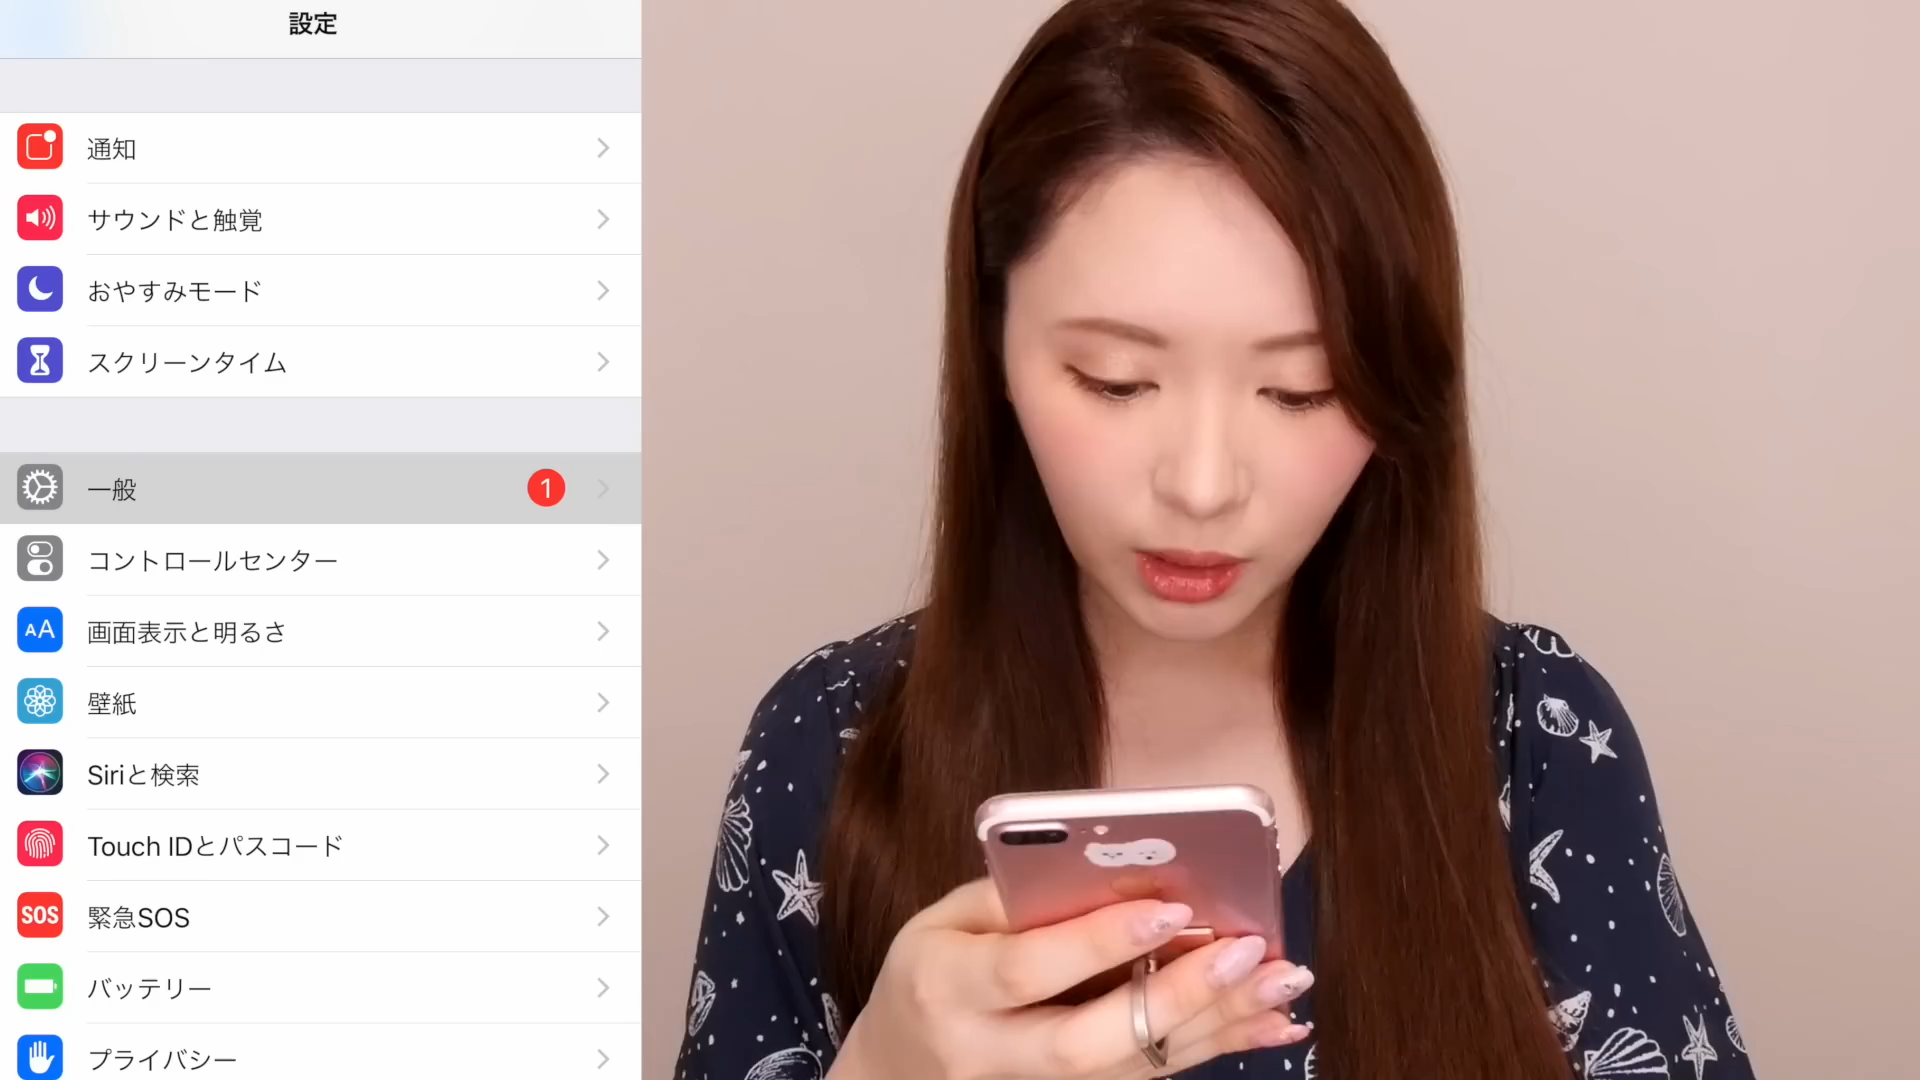 設定
通知
サウンドと触覚
おやすみモード
スクリーンタイム
一般
1
コントロールセンター
AA 画面表示と明るさ
壁紙
Siriと検索
Touch IDとパスコード
SOS 緊急SOS
バッテリー
プライバシー